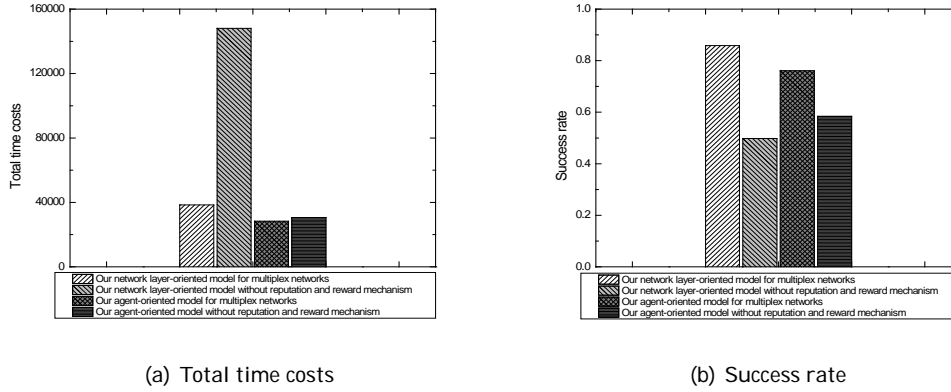 160000
120000
80000
40000
0
Total time costs
Our network layer-oriented model for multiplex networks
Our network layer-oriented model without reputation and reward mechanism
Our agent-oriented model for multiplex networks
Our agent-oriented model without reputation and reward mechanism
(a) Total time costs
1.0
0.8
0.6
0.4
0.2
0.0
Success rate
Our network layer-oriented model for multiplex networks
Our network layer-oriented model without reputation and reward mechanism
Our agent-oriented model for multiplex networks
Our agent-oriented model without reputation and reward mechanism
(b) Success rate